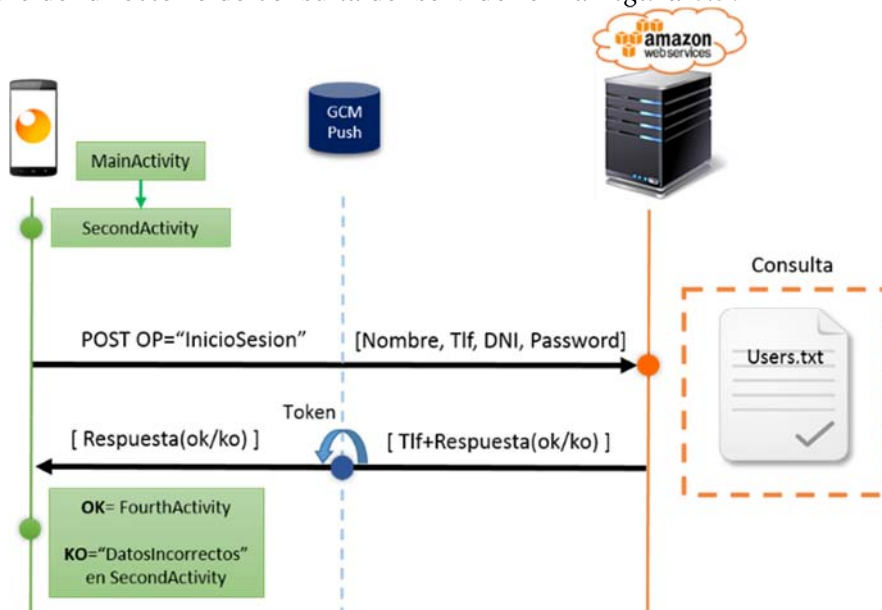 amazon
webservices
GCM
Push
MainActivity
SecondActivity
Consulta
POST OP="InicioSesion"
[Nombre, Tlf, DNI, Password]
Users.txt
Token
[ Respuesta(ok/ko) ]
[ Tlf+Respuesta(ok/ko) ]
OK= FourthActivity
KO="DatosIncorrectos"
en SecondActivity